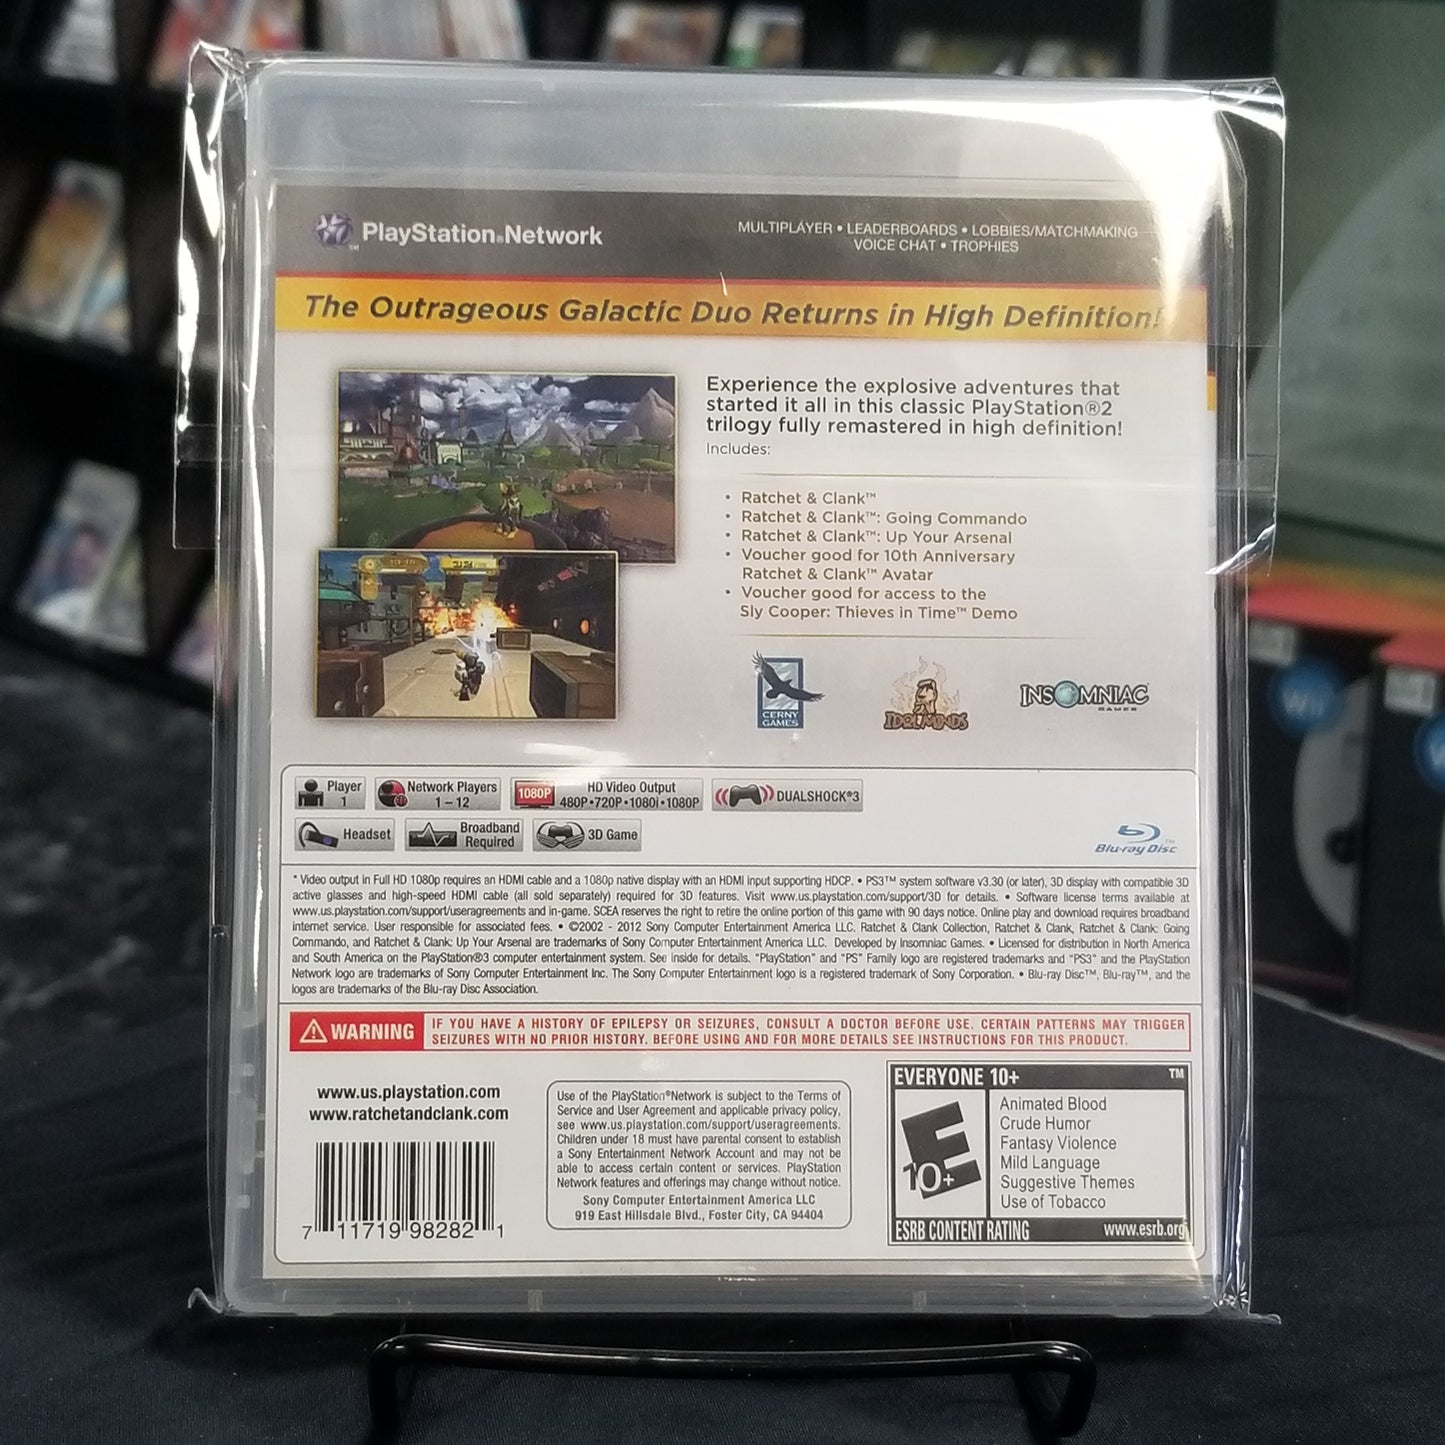 PlayStation®Network
MULTIPLAYER • LEADERBOARDS • LOBBIES/MATCHMAKING
VOICE CHAT • TROPHIES
The Outrageous Galactic Duo Returns in High Definition!
Experience the explosive adventures that
started it all in this classic PlayStation®2
trilogy fully remastered in high definition!
Includes:
• Ratchet & Clank™
• Ratchet & Clank™: Going Commando
• Ratchet & Clank™: Up Your Arsenal
• Voucher good for 10th Anniversary
Ratchet & Clank™ Avatar
• Voucher good for access to the
Sly Cooper: Thieves in Time™ Demo
CERNY
GAMES
IDOL MINDS
INSOMNIAC
GAMES
Player
1
Network Players
1 – 12
1080P
HD Video Output
480P•720P•1080i•1080P
DUALSHOCK®3
Headset
Broadband
Required
3D Game
Blu-ray Disc™
* Video output in Full HD 1080p requires an HDMI cable and a 1080p native display with an HDMI input supporting HDCP. • PS3™ system software v3.30 (or later), 3D display with compatible 3D
active glasses and high-speed HDMI cable (all sold separately) required for 3D features. Visit www.us.playstation.com/support/3D for details. • Software license terms available at
www.us.playstation.com/support/useragreements and in-game. SCEA reserves the right to retire the online portion of this game with 90 days notice. Online play and download requires broadband
internet service. User responsible for associated fees. • ©2002 - 2012 Sony Computer Entertainment America LLC. Ratchet & Clank Collection, Ratchet & Clank, Ratchet & Clank: Going
Commando, and Ratchet & Clank: Up Your Arsenal are trademarks of Sony Computer Entertainment America LLC. Developed by Insomniac Games. • Licensed for distribution in North America
and South America on the PlayStation®3 computer entertainment system. See inside for details. "PlayStation" and "PS" Family logo are registered trademarks and "PS3" and the PlayStation
Network logo are trademarks of Sony Computer Entertainment Inc. The Sony Computer Entertainment logo is a registered trademark of Sony Corporation. • Blu-ray Disc™, Blu-ray™, and the
logos are trademarks of the Blu-ray Disc Association.
WARNING
IF YOU HAVE A HISTORY OF EPILEPSY OR SEIZURES, CONSULT A DOCTOR BEFORE USE. CERTAIN PATTERNS MAY TRIGGER
SEIZURES WITH NO PRIOR HISTORY. BEFORE USING AND FOR MORE DETAILS SEE INSTRUCTIONS FOR THIS PRODUCT.
www.us.playstation.com
www.ratchetandclank.com
7 11719 98282 1
Use of the PlayStation®Network is subject to the Terms of
Service and User Agreement and applicable privacy policy,
see www.us.playstation.com/support/useragreements.
Children under 18 must have parental consent to establish
a Sony Entertainment Network Account and may not be
able to access certain content or services. PlayStation
Network features and offerings may change without notice.
Sony Computer Entertainment America LLC
919 East Hillsdale Blvd., Foster City, CA 94404
EVERYONE 10+ ™
E
10+
Animated Blood
Crude Humor
Fantasy Violence
Mild Language
Suggestive Themes
Use of Tobacco
ESRB CONTENT RATING www.esrb.org
Wii